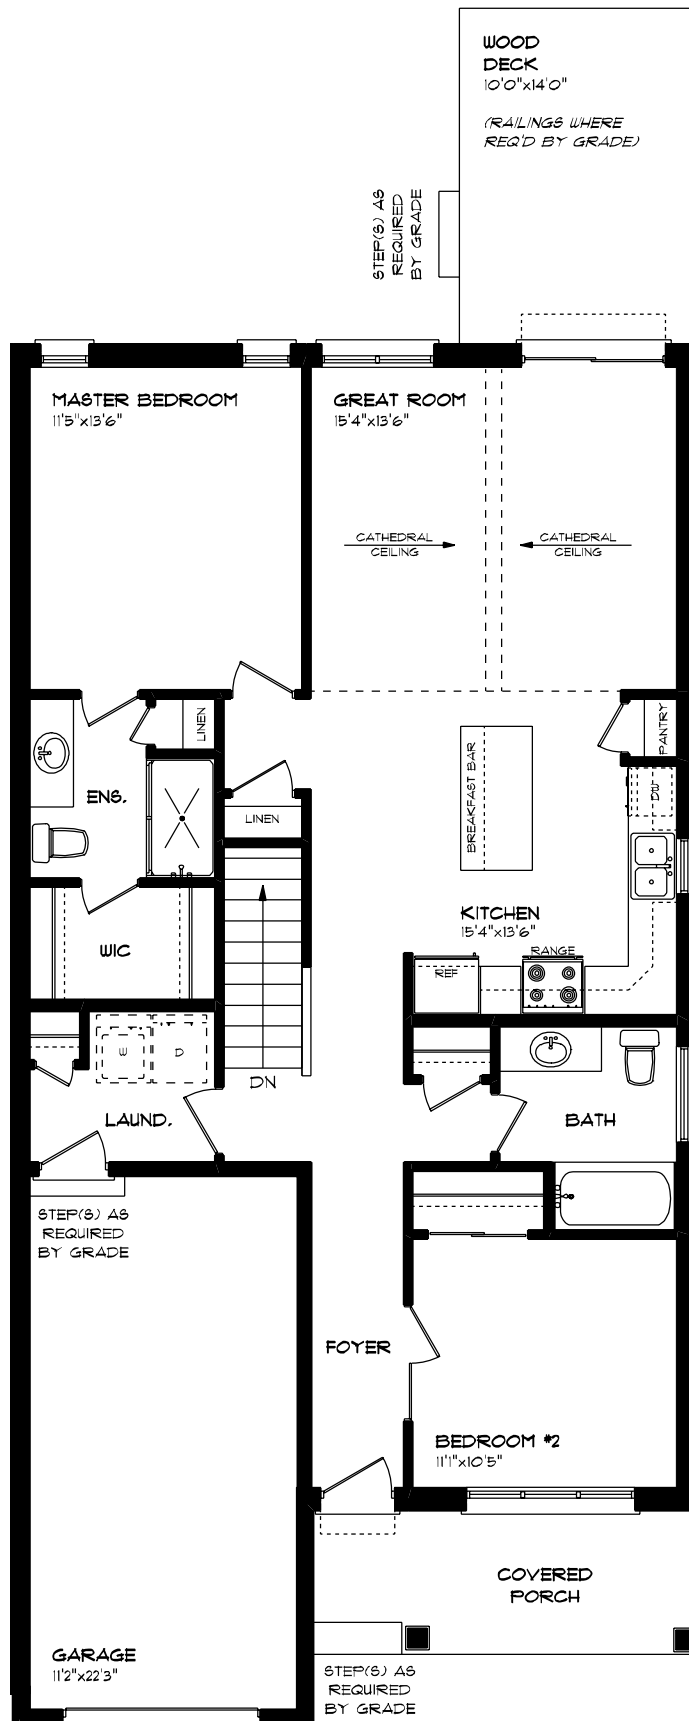 WOOD
DECK
10'0"x14'0"
(RAILINGS WHERE
REQ'D BY GRADE)
STEP(S) AS
REQUIRED
BY GRADE
MASTER BEDROOM
11'5"x13'6"
GREAT ROOM
15'4"x13'6"
CATHEDRAL
CEILING
CATHEDRAL
CEILING
LINEN
PANTRY
ENS.
LINEN
BREAKFAST BAR
DW
KITCHEN
15'4"x13'6"
WIC
RANGE
REF
W
D
DN
LAUND.
BATH
STEP(S) AS
REQUIRED
BY GRADE
FOYER
BEDROOM #2
11'1"x10'5"
COVERED
PORCH
GARAGE
11'2"x22'3"
STEP(S) AS
REQUIRED
BY GRADE